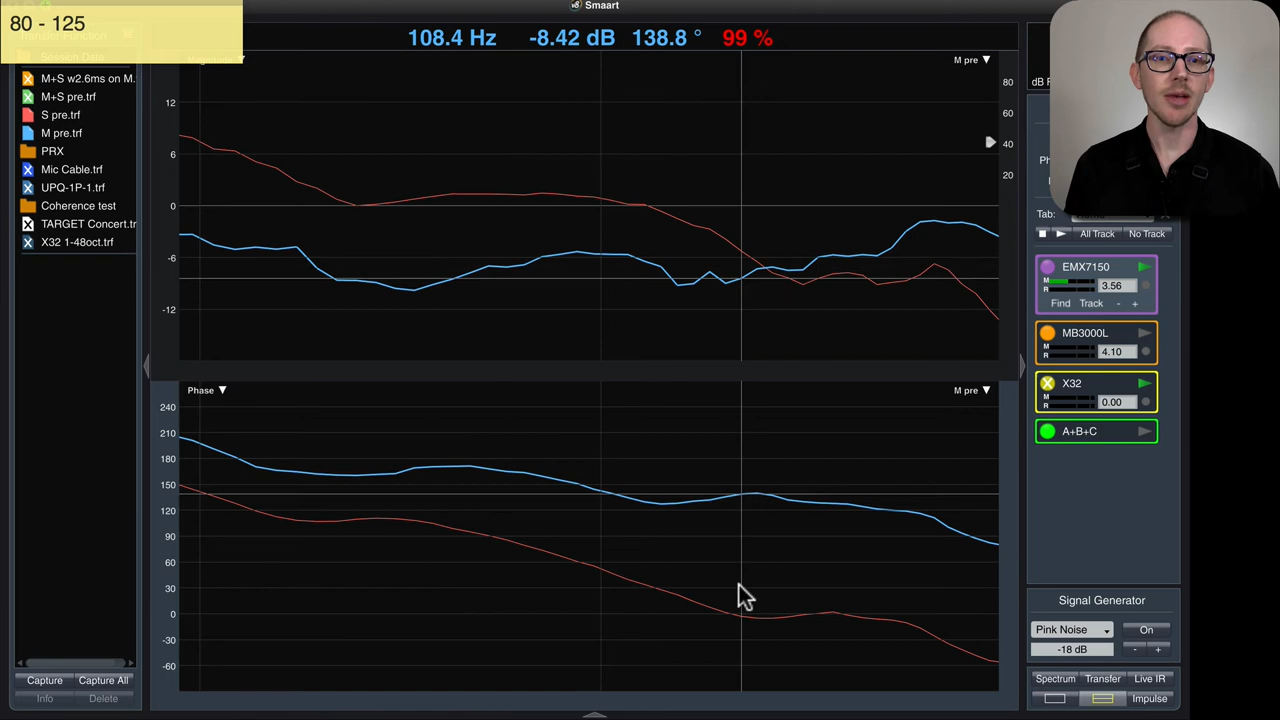 Smaart
80 - 125
108.4 Hz -8.42 dB 138.8 ° 99 %
Session Data
M+S w2.6ms on M.
M+S pre.trf
S pre.trf
M pre.trf
PRX
Mic Cable.trf
UPQ-1P-1.trf
Coherence test
TARGET Concert.tr
X32 1-48oct.trf
Capture Capture All
Info Delete
Magnitude M pre ▼
12
6
0
-6
-12
80
60
40
20
Phase ▼ M pre ▼
240
210
180
150
120
90
60
30
0
-30
-60
Tab:
All Track No Track
EMX7150
M
R
3.56
Find Track - +
MB3000L
M
R
4.10
X32
M
R
0.00
A+B+C
Signal Generator
Pink Noise On
-18 dB - +
Spectrum Transfer Live IR
Impulse